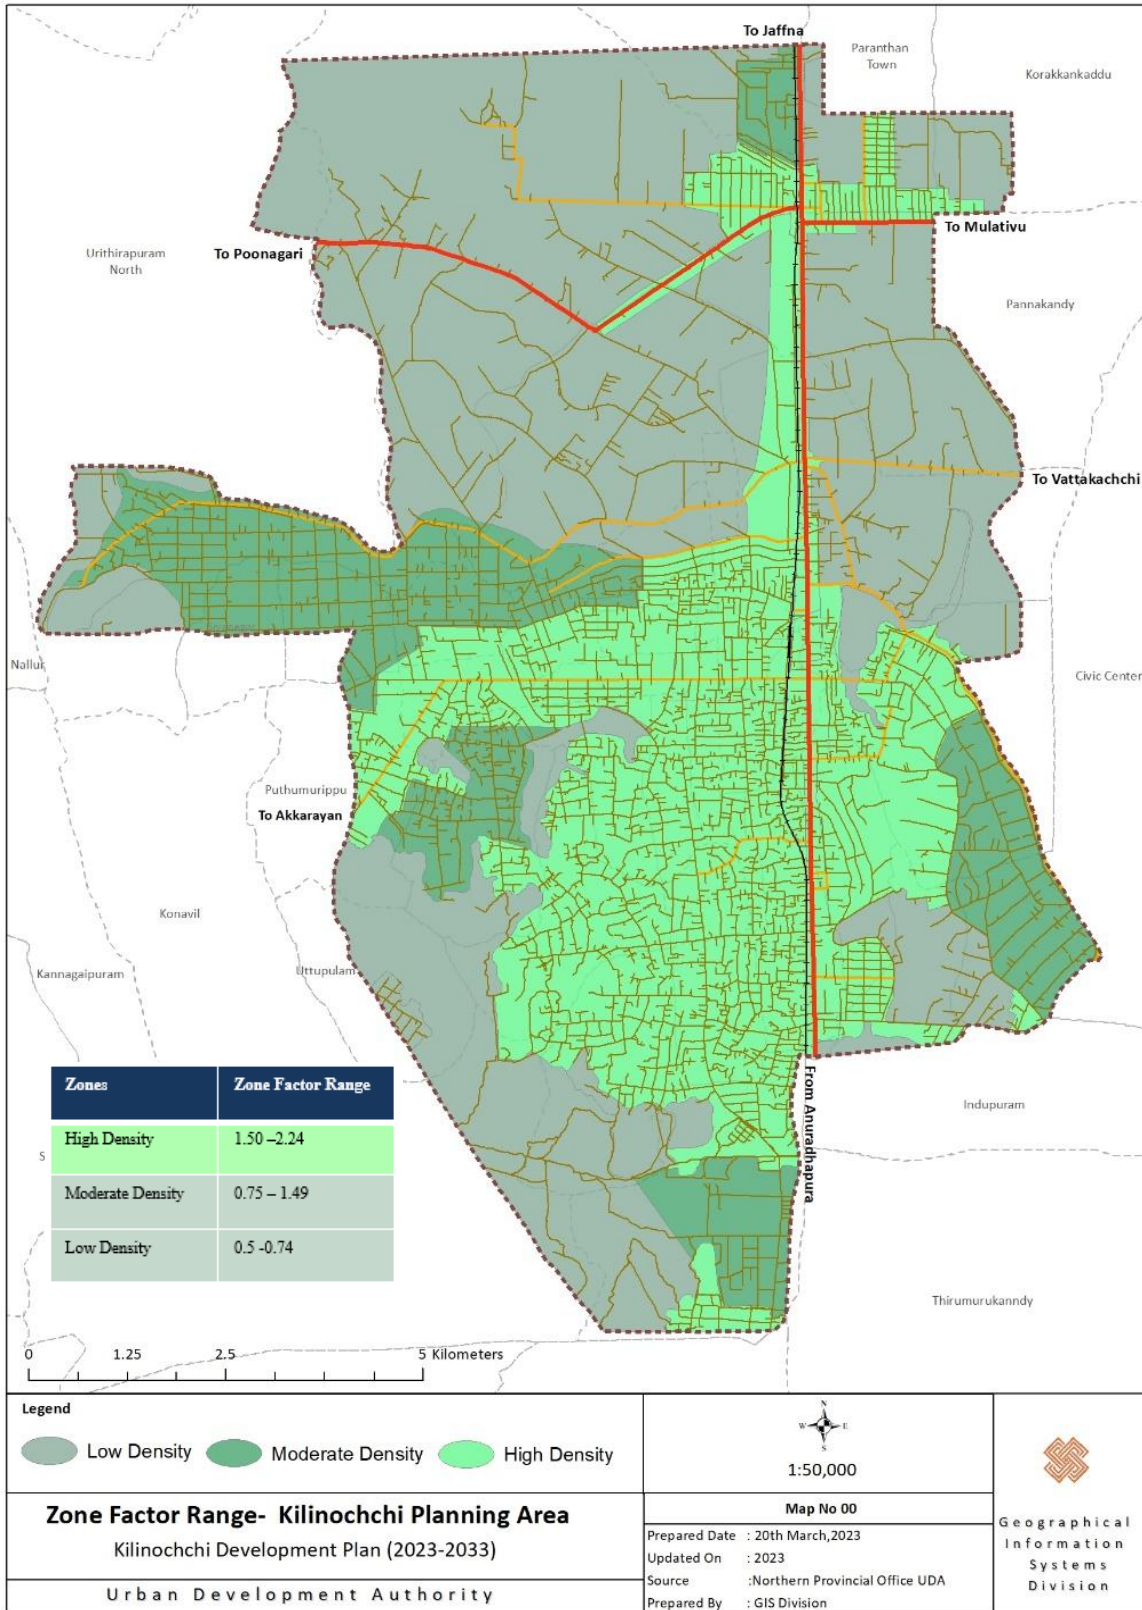 To Jaffna
Paranthan
Town
Korakkankaddu
To Mulativu
To Poonagari
Urithirapuram
North
Pannakandy
To Vattakachchi
Nallur
Civic Center
Puthumurippu
To Akkarayan
Konavil
Kannagaipuram
Uttupulam
From Anuradhapura
Indupuram
Thirumurukanndy
S
Zones Zone Factor Range
High Density 1.50 –2.24
Moderate Density 0.75 – 1.49
Low Density 0.5 -0.74
0 1.25 2.5 5 Kilometers
Legend
Low Density Moderate Density High Density
N
W E
S
1:50,000
Zone Factor Range- Kilinochchi Planning Area
Kilinochchi Development Plan (2023-2033)
Urban Development Authority
Map No 00
Prepared Date : 20th March,2023
Updated On : 2023
Source :Northern Provincial Office UDA
Prepared By : GIS Division
Geographical
Information
Systems
Division